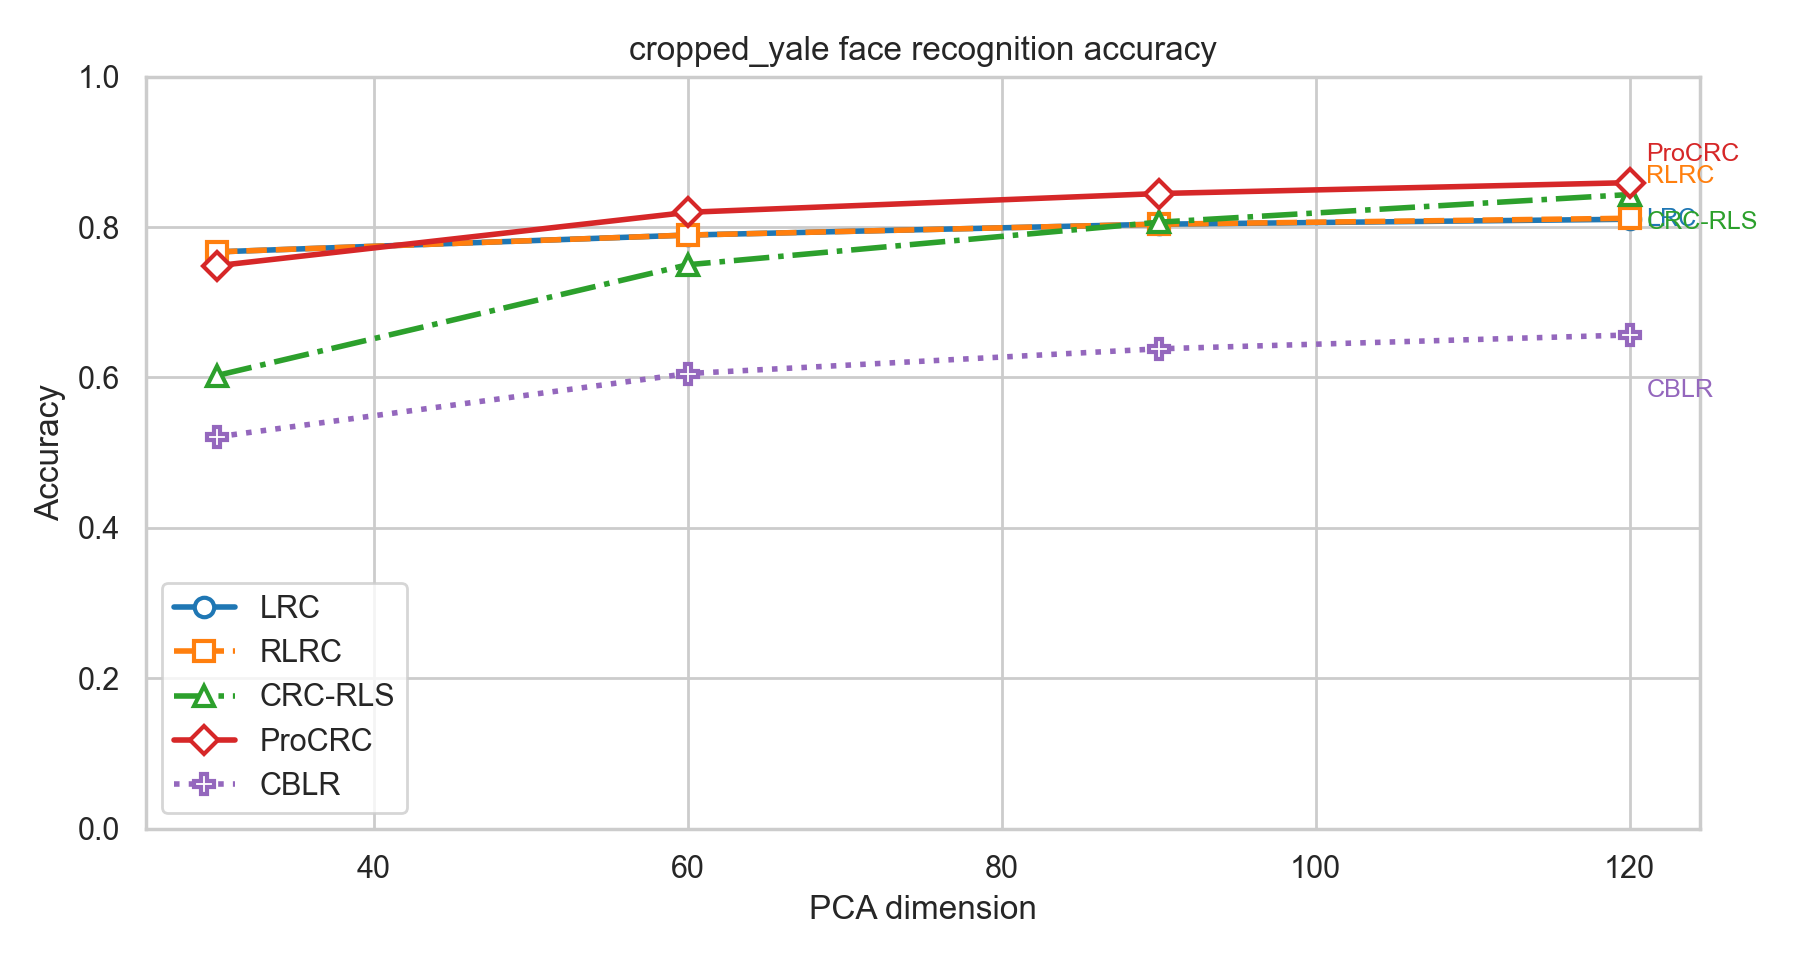 cropped_yale face recognition accuracy
1.0
0.8
0.6
0.4
0.2
0.0
Accuracy
ProCRC
RLRC
LRC
CRC-RLS
CBLR
LRC
RLRC
CRC-RLS
ProCRC
CBLR
40
60
80
100
120
PCA dimension